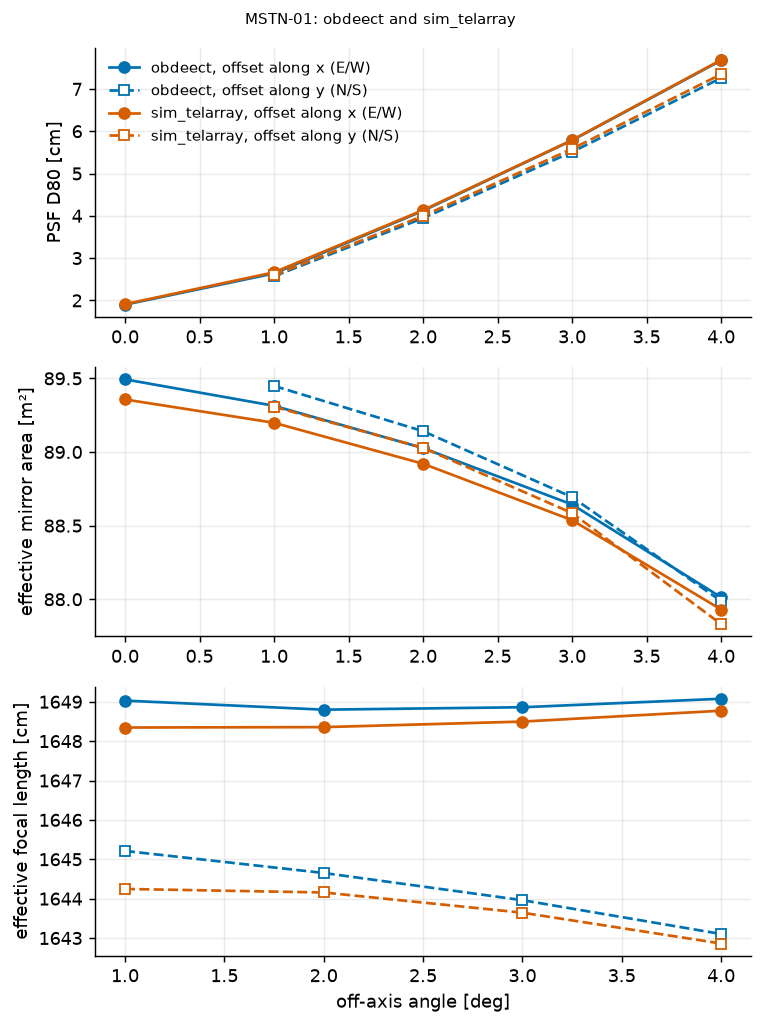 MSTN-01: obdeect and sim_telarray
obdeect, offset along x (E/W)
obdeect, offset along y (N/S)
sim_telarray, offset along x (E/W)
sim_telarray, offset along y (N/S)
PSF D80 [cm]
7
6
5
4
3
2
0.0 0.5 1.0 1.5 2.0 2.5 3.0 3.5 4.0
effective mirror area [m²]
89.5
89.0
88.5
88.0
0.0 0.5 1.0 1.5 2.0 2.5 3.0 3.5 4.0
effective focal length [cm]
1649
1648
1647
1646
1645
1644
1643
1.0 1.5 2.0 2.5 3.0 3.5 4.0
off-axis angle [deg]